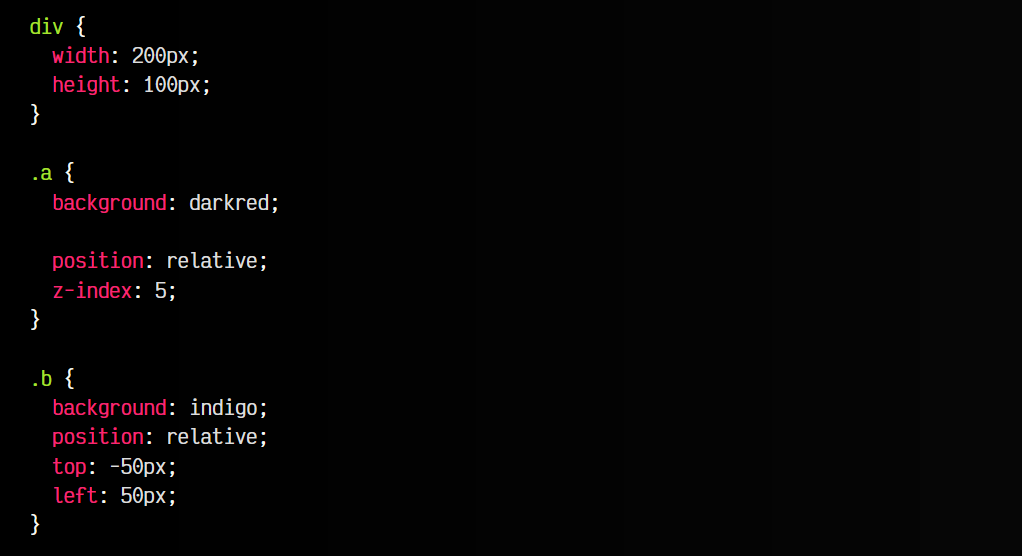 div {
  width: 200px;
  height: 100px;
}

.a {
  background: darkred;

  position: relative;
  z-index: 5;
}

.b {
  background: indigo;
  position: relative;
  top: -50px;
  left: 50px;
}